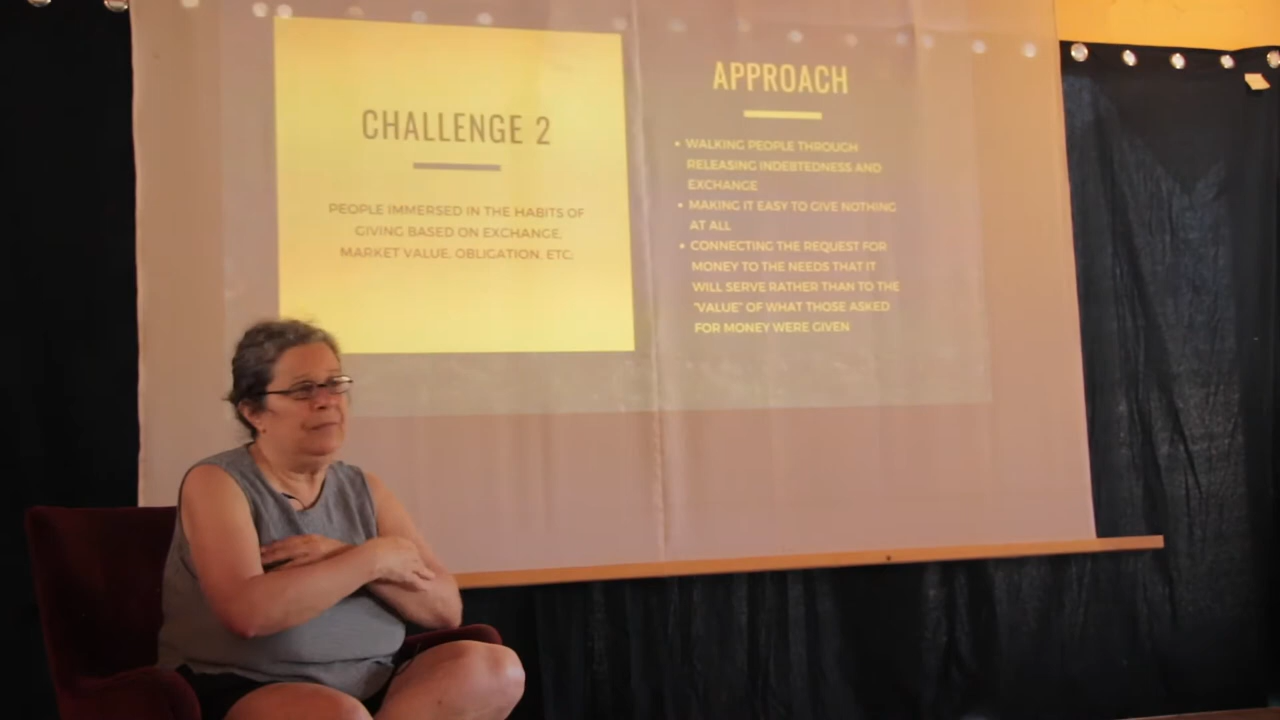 CHALLENGE 2
PEOPLE IMMERSED IN THE HABITS OF
GIVING BASED ON EXCHANGE,
MARKET VALUE, OBLIGATION, ETC.
APPROACH
• WALKING PEOPLE THROUGH
RELEASING INDEBTEDNESS AND
EXCHANGE
• MAKING IT EASY TO GIVE NOTHING
AT ALL
• CONNECTING THE REQUEST FOR
MONEY TO THE NEEDS THAT IT
WILL SERVE RATHER THAN TO THE
"VALUE" OF WHAT THOSE ASKED
FOR MONEY WERE GIVEN